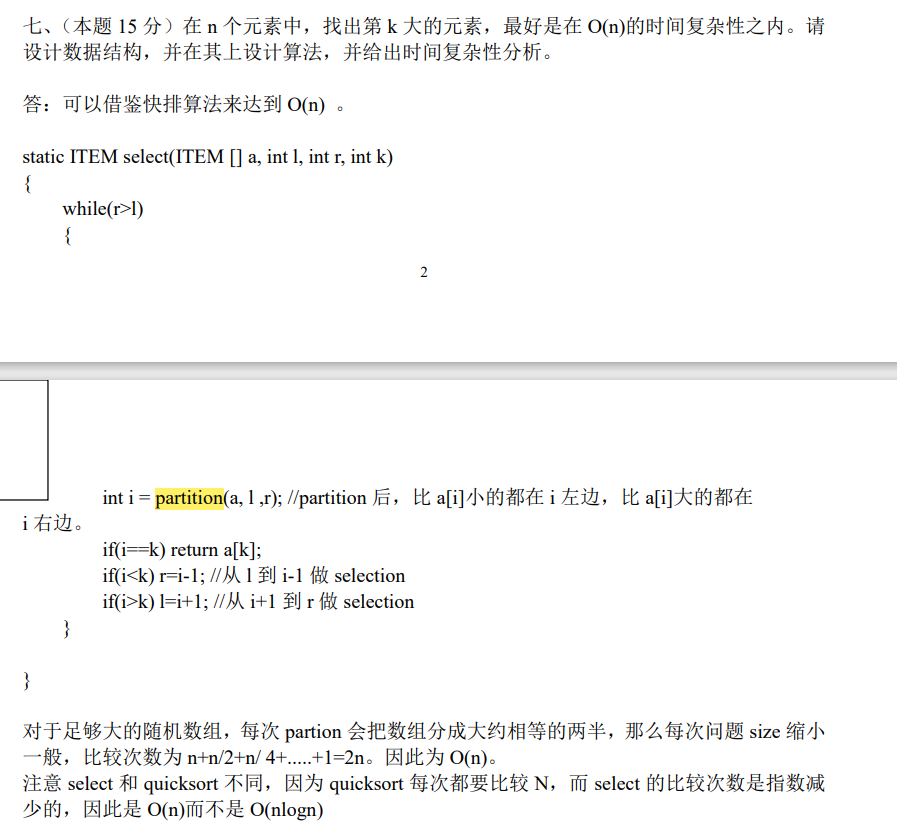 七、（本题 15 分）在 n 个元素中，找出第 k 大的元素，最好是在 O(n)的时间复杂性之内。请
设计数据结构，并在其上设计算法，并给出时间复杂性分析。
答：可以借鉴快排算法来达到 O(n) 。
static ITEM select(ITEM [] a, int l, int r, int k)
{
while(r>l)
{
2
int i = partition(a, l ,r); //partition 后，比 a[i]小的都在 i 左边，比 a[i]大的都在
i 右边。
if(i==k) return a[k];
if(i<k) r=i-1; //从 l 到 i-1 做 selection
if(i>k) l=i+1; //从 i+1 到 r 做 selection
}
}
对于足够大的随机数组，每次 partion 会把数组分成大约相等的两半，那么每次问题 size 缩小
一般，比较次数为 n+n/2+n/ 4+.....+1=2n。因此为 O(n)。
注意 select 和 quicksort 不同，因为 quicksort 每次都要比较 N，而 select 的比较次数是指数减
少的，因此是 O(n)而不是 O(nlogn)